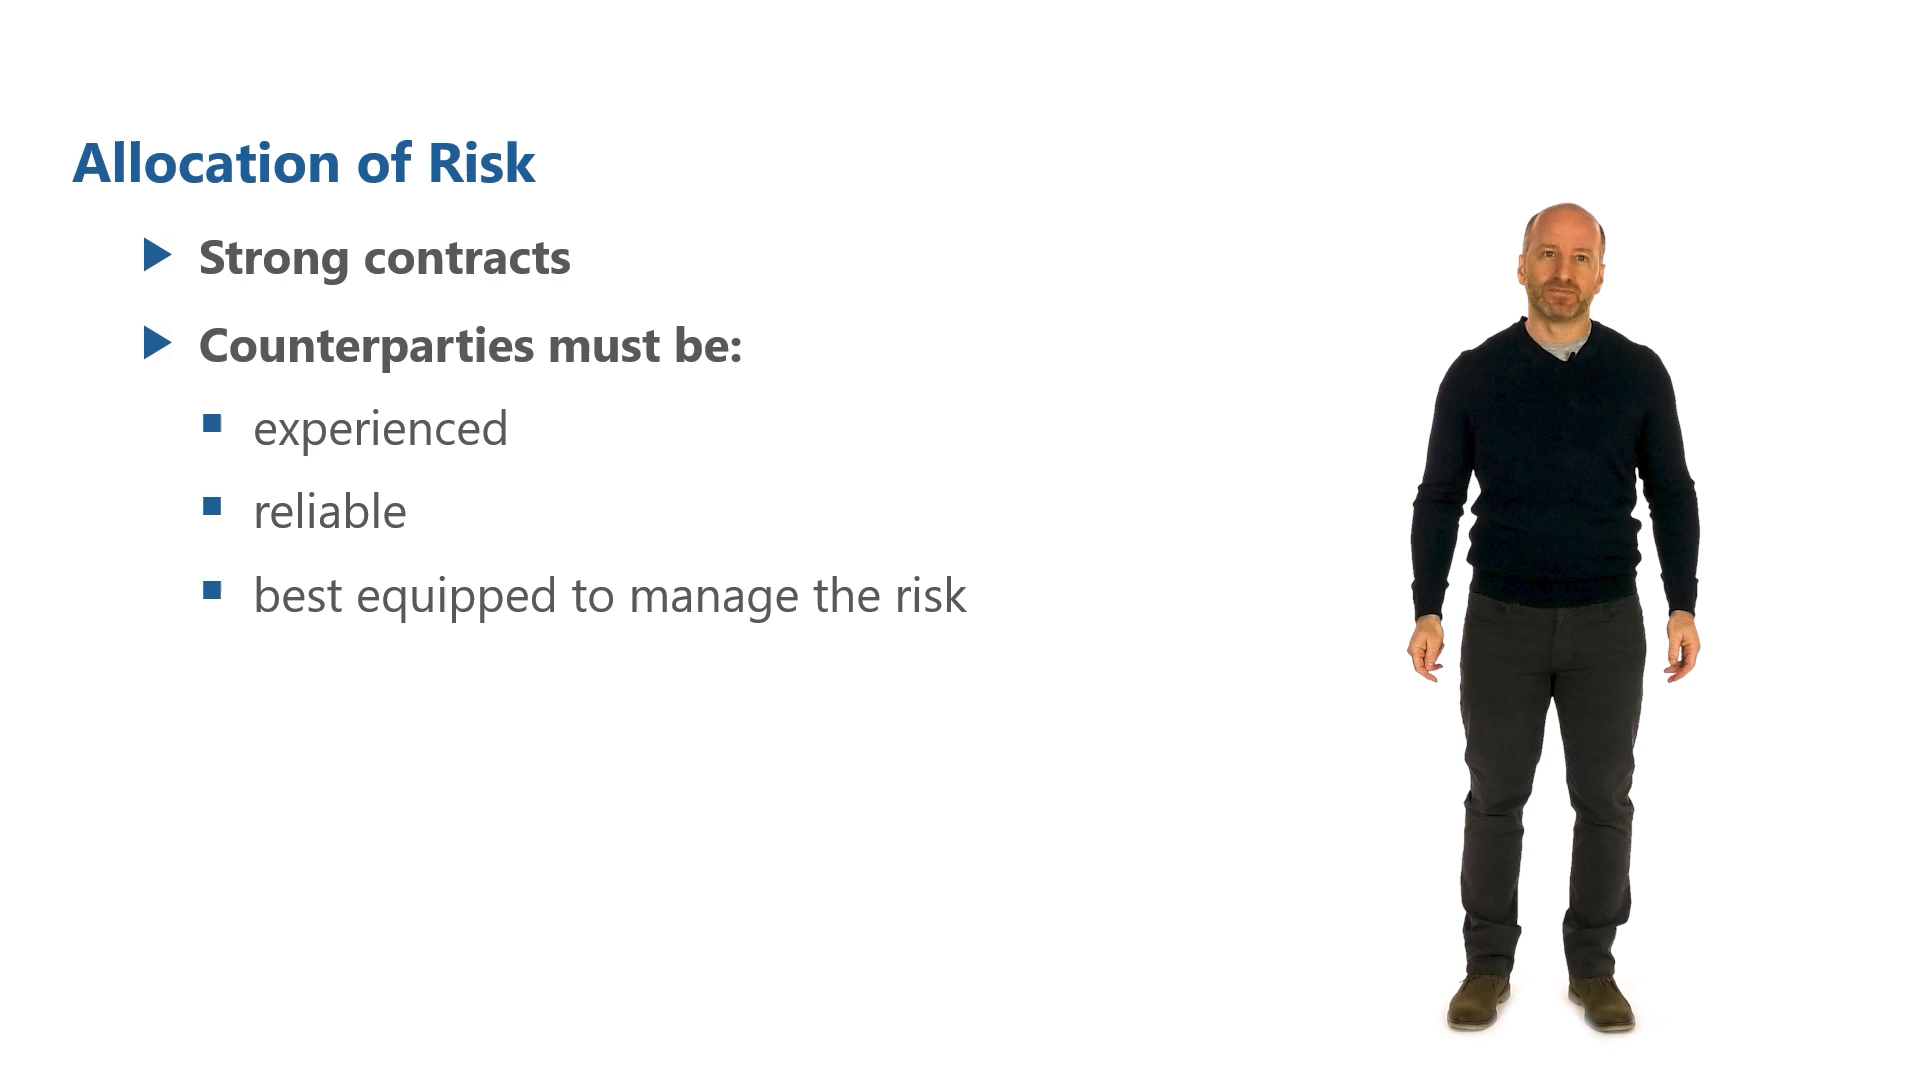 Allocation of Risk
Strong contracts
Counterparties must be:
experienced
reliable
best equipped to manage the risk